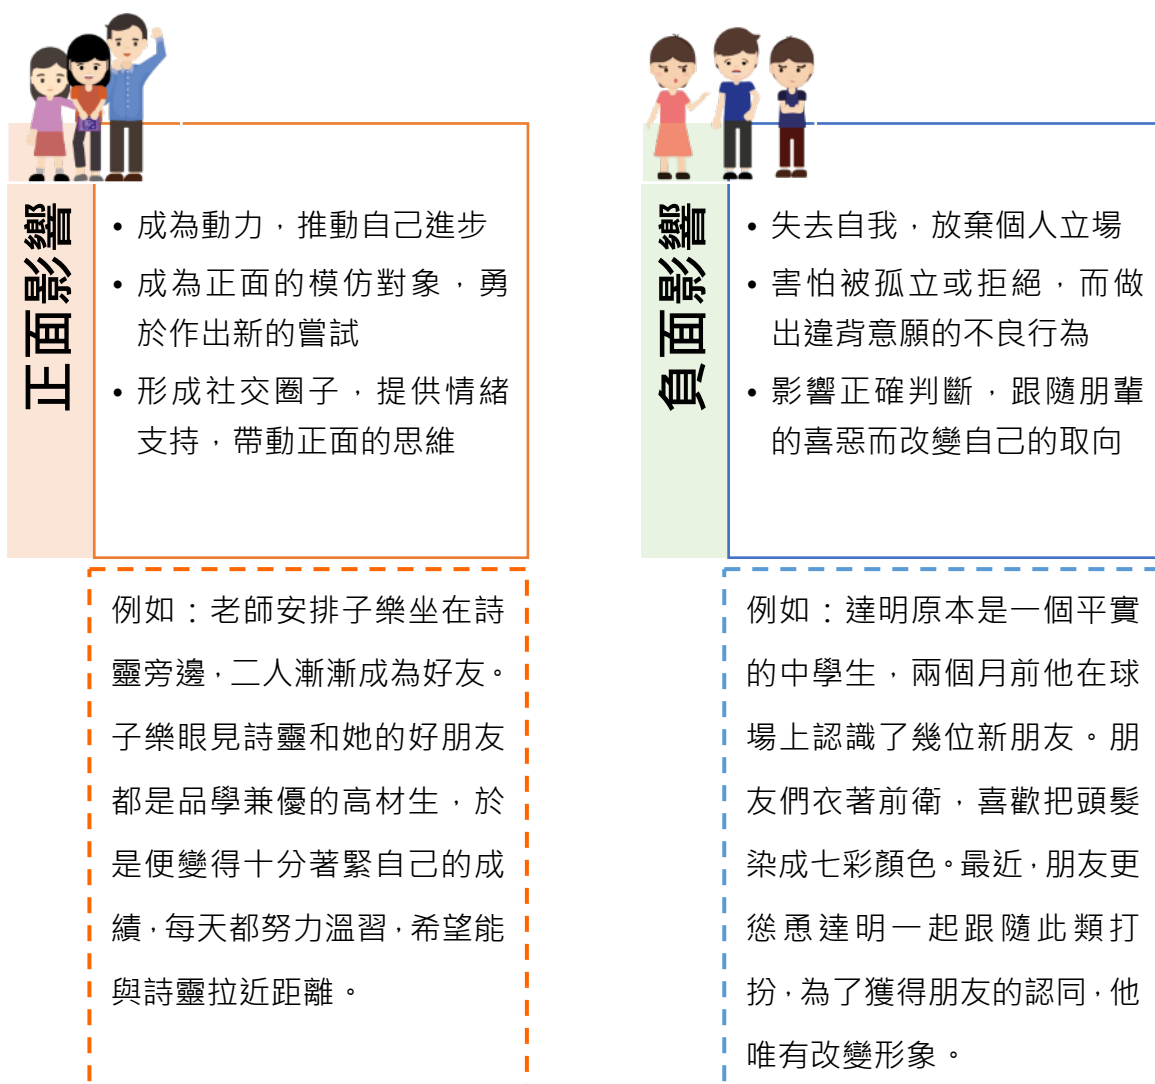 正面影響
• 成為動力，推動自己進步
• 成為正面的模仿對象，勇
於作出新的嘗試
• 形成社交圈子，提供情緒
支持，帶動正面的思維
例如：老師安排子樂坐在詩
靈旁邊，二人漸漸成為好友。
子樂眼見詩靈和她的好朋友
都是品學兼優的高材生，於
是便變得十分著緊自己的成
績，每天都努力溫習，希望能
與詩靈拉近距離。
負面影響
• 失去自我，放棄個人立場
• 害怕被孤立或拒絕，而做
出違背意願的不良行為
• 影響正確判斷，跟隨朋輩
的喜惡而改變自己的取向
例如：達明原本是一個平實
的中學生，兩個月前他在球
場上認識了幾位新朋友。朋
友們衣著前衛，喜歡把頭髮
染成七彩顏色。最近，朋友更
慫恿達明一起跟隨此類打
扮，為了獲得朋友的認同，他
唯有改變形象。